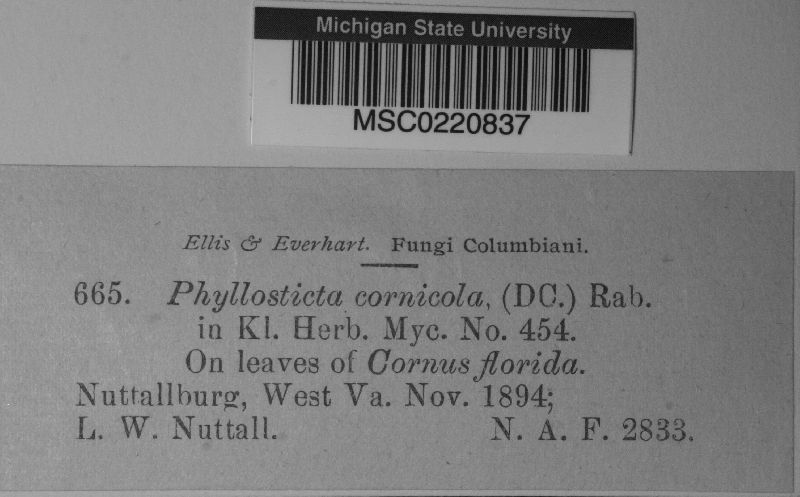 Michigan State University
MSC0220837
Ellis & Everhart. Fungi Columbiani.
665. Phyllosticta cornicola, (DC.) Rab.
in Kl. Herb. Myc. No. 454.
On leaves of Cornus florida.
Nuttallburg, West Va. Nov. 1894;
L. W. Nuttall. N. A. F. 2833.